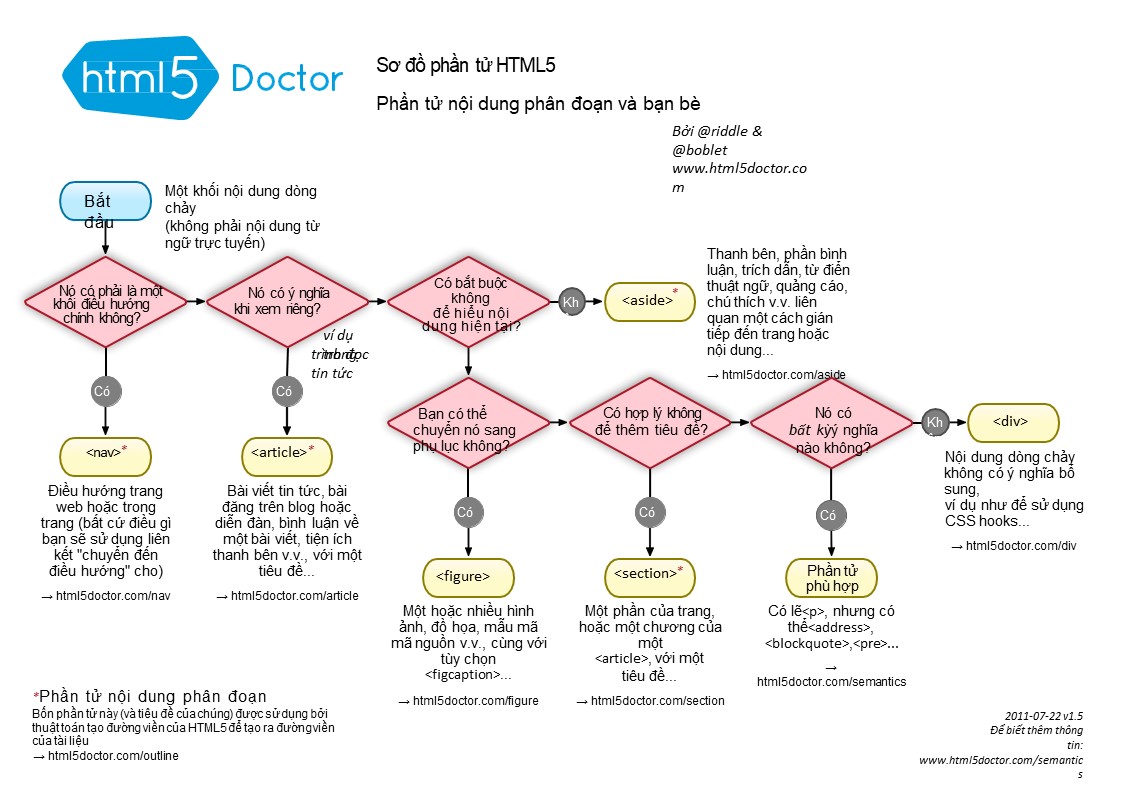 html5 Doctor
Sơ đồ phần tử HTML5
Phần tử nội dung phân đoạn và bạn bè
Bởi @riddle &
@boblet
www.html5doctor.co
m
Bắt
đầu
Một khối nội dung dòng
chảy
(không phải nội dung từ
ngữ trực tuyến)
Nó có phải là một
khối điều hướng
chính không?
Có
<nav>*
Điều hướng trang
web hoặc trong
trang (bất cứ điều gì
bạn sẽ sử dụng liên
kết "chuyển đến
điều hướng" cho)
→ html5doctor.com/nav
Nó có ý nghĩa
khi xem riêng?
ví dụ
trong
trình đọc
tin tức
Có
<article>*
Bài viết tin tức, bài
đăng trên blog hoặc
diễn đàn, bình luận về
một bài viết, tiện ích
thanh bên v.v., với một
tiêu đề...
→ html5doctor.com/article
Có bắt buộc
không
để hiểu nội
dung hiện tại?
Kh
<aside>*
Thanh bên, phần bình
luận, trích dẫn, từ điển
thuật ngữ, quảng cáo,
chú thích v.v. liên
quan một cách gián
tiếp đến trang hoặc
nội dung...
→ html5doctor.com/aside
Bạn có thể
chuyển nó sang
phụ lục không?
Có
<figure>
Một hoặc nhiều hình
ảnh, đồ họa, mẫu mã
mã nguồn v.v., cùng với
tùy chọn
<figcaption>...
→ html5doctor.com/figure
Có hợp lý không
để thêm tiêu đề?
Có
<section>*
Một phần của trang,
hoặc một chương của
một
<article>, với một
tiêu đề...
→ html5doctor.com/section
Nó có
bất kỳý nghĩa
nào không?
Có
Phần tử
phù hợp
Có lẽ<p>, nhưng có
thể<address>,
<blockquote>,<pre>...
→
html5doctor.com/semantics
Kh
<div>
Nội dung dòng chảy
không có ý nghĩa bổ
sung,
ví dụ như để sử dụng
CSS hooks...
→ html5doctor.com/div
*Phần tử nội dung phân đoạn
Bốn phần tử này (và tiêu đề của chúng) được sử dụng bởi
thuật toán tạo đường viền của HTML5 để tạo ra đường viền
của tài liệu
→ html5doctor.com/outline
2011-07-22 v1.5
Để biết thêm thông
tin:
www.html5doctor.com/semantic
s